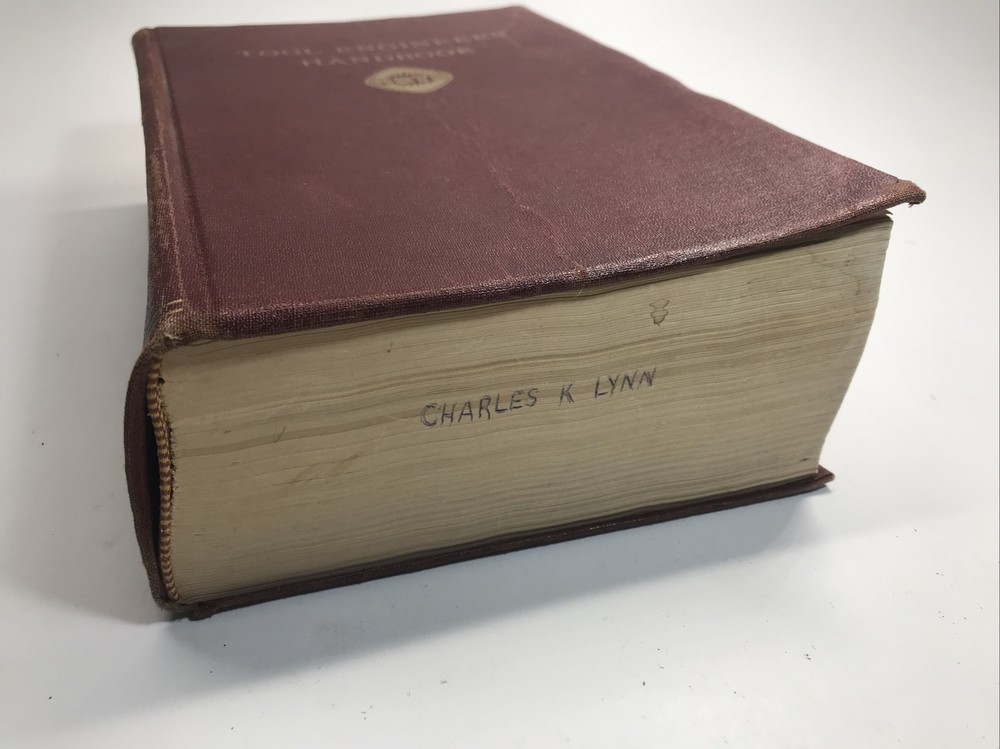 TOOL ENGINEERS
HANDBOOK
CHARLES K LYNN